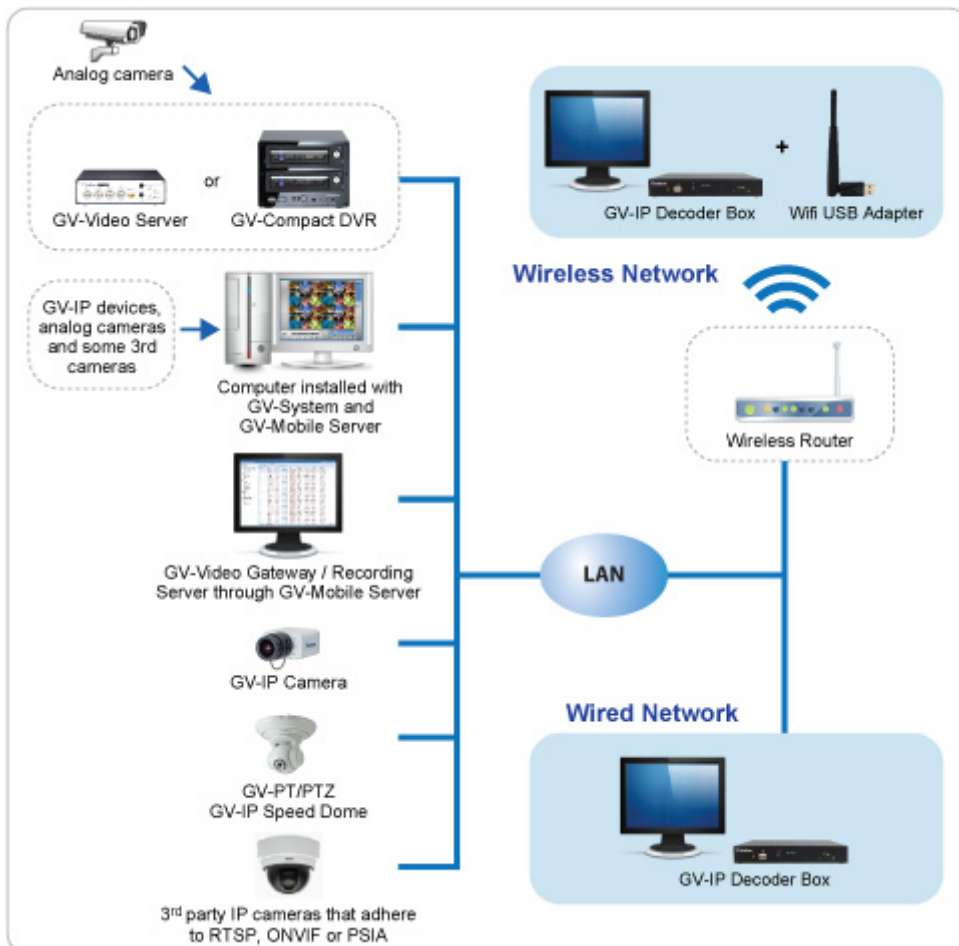 Analog camera
GV-Video Server
or
GV-Compact DVR
GV-IP devices,
analog cameras
and some 3rd
cameras
Computer installed with
GV-System and
GV-Mobile Server
GV-Video Gateway / Recording
Server through GV-Mobile Server
GV-IP Camera
GV-PT/PTZ
GV-IP Speed Dome
3rd party IP cameras that adhere
to RTSP, ONVIF or PSIA
LAN
GV-IP Decoder Box
+
Wifi USB Adapter
Wireless Network
Wireless Router
Wired Network
GV-IP Decoder Box